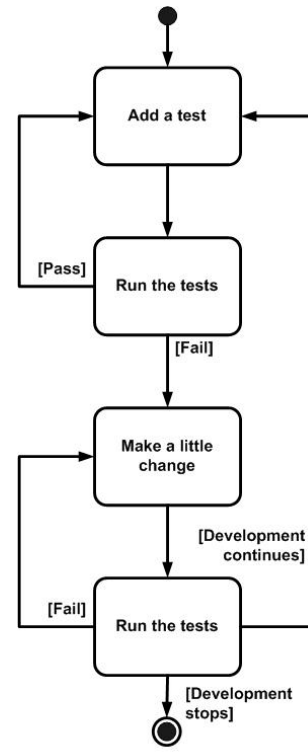 Add a test
[Pass]
Run the tests
[Fail]
Make a little
change
[Development
continues]
[Fail]
Run the tests
[Development
stops]